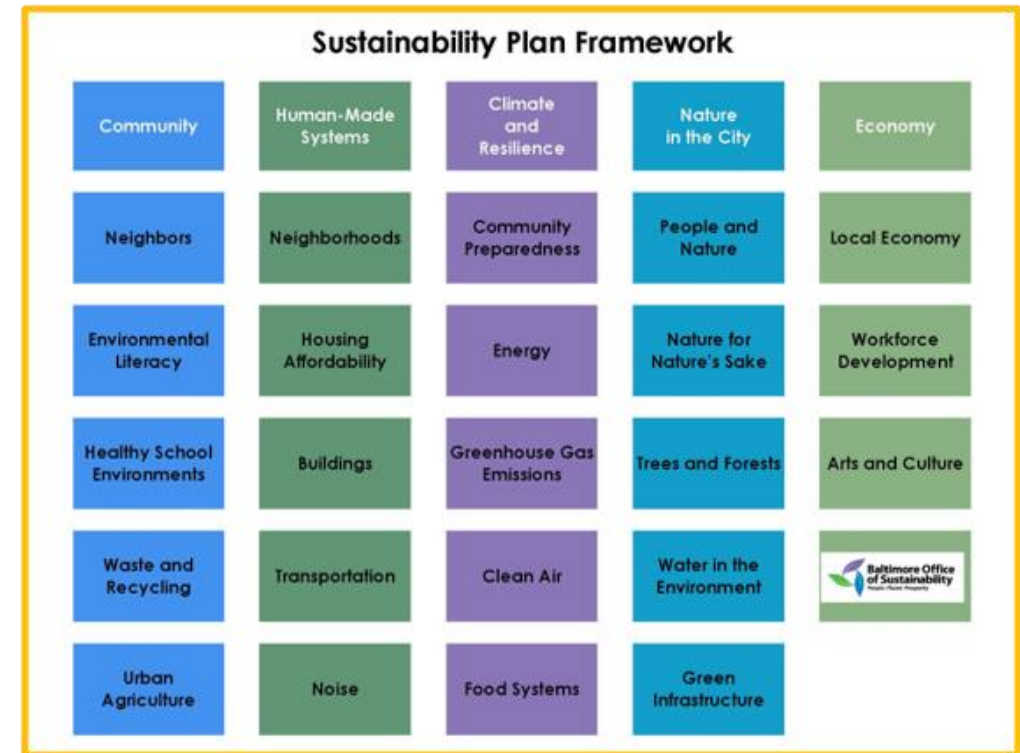 Sustainability Plan Framework
Community
Human-Made
Systems
Climate
and
Resilience
Nature
in the City
Economy
Neighbors
Neighborhoods
Community
Preparedness
People and
Nature
Local Economy
Environmental
Literacy
Housing
Affordability
Energy
Nature for
Nature's Sake
Workforce
Development
Healthy School
Environments
Buildings
Greenhouse Gas
Emissions
Trees and Forests
Arts and Culture
Waste and
Recycling
Transportation
Clean Air
Water in the
Environment
Baltimore Office
of Sustainability
Urban
Agriculture
Noise
Food Systems
Green
Infrastructure